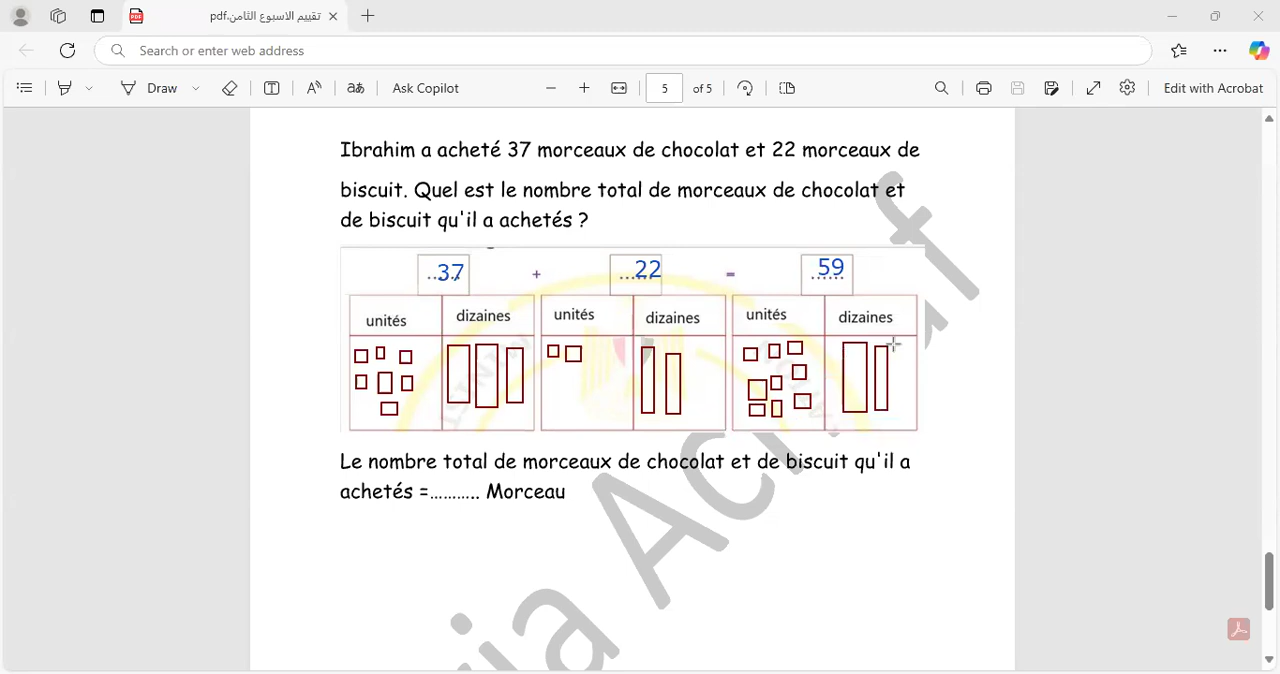 تقييم الاسبوع الثامن.pdf
Search or enter web address
Draw
Ask Copilot
5 of 5
Edit with Acrobat
Ibrahim a acheté 37 morceaux de chocolat et 22 morceaux de
biscuit. Quel est le nombre total de morceaux de chocolat et
de biscuit qu'il a achetés ?
37 + 22 = 59
unités dizaines unités dizaines unités dizaines
Le nombre total de morceaux de chocolat et de biscuit qu'il a
achetés =……….. Morceau